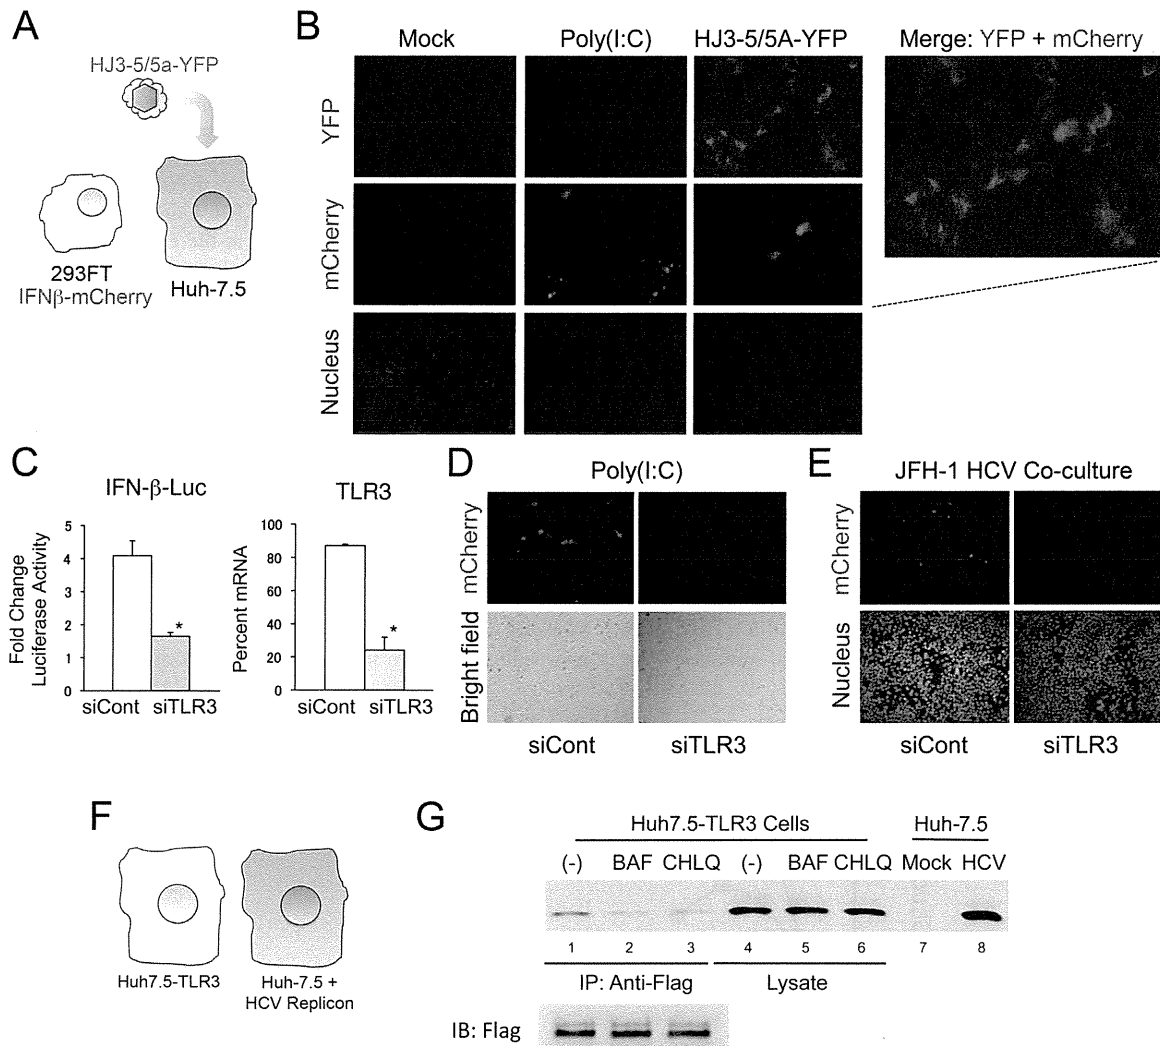 A
HJ3-5/5a-YFP
293FT
IFNβ-mCherry
Huh-7.5
B
Mock
Poly(I:C)
HJ3-5/5A-YFP
Merge: YFP + mCherry
YFP
mCherry
Nucleus
C
IFN-β-Luc
Fold Change
Luciferase Activity
5
4
3
2
1
0
siCont
siTLR3
*
TLR3
Percent mRNA
100
80
60
40
20
0
siCont
siTLR3
*
D
Poly(I:C)
mCherry
Bright field
siCont
siTLR3
E
JFH-1 HCV Co-culture
mCherry
Nucleus
siCont
siTLR3
F
Huh7.5-TLR3
Huh-7.5 +
HCV Replicon
G
Huh7.5-TLR3 Cells
Huh-7.5
(-) BAF CHLQ (-) BAF CHLQ Mock HCV
1 2 3 4 5 6 7 8
IP: Anti-Flag
Lysate
IB: Flag